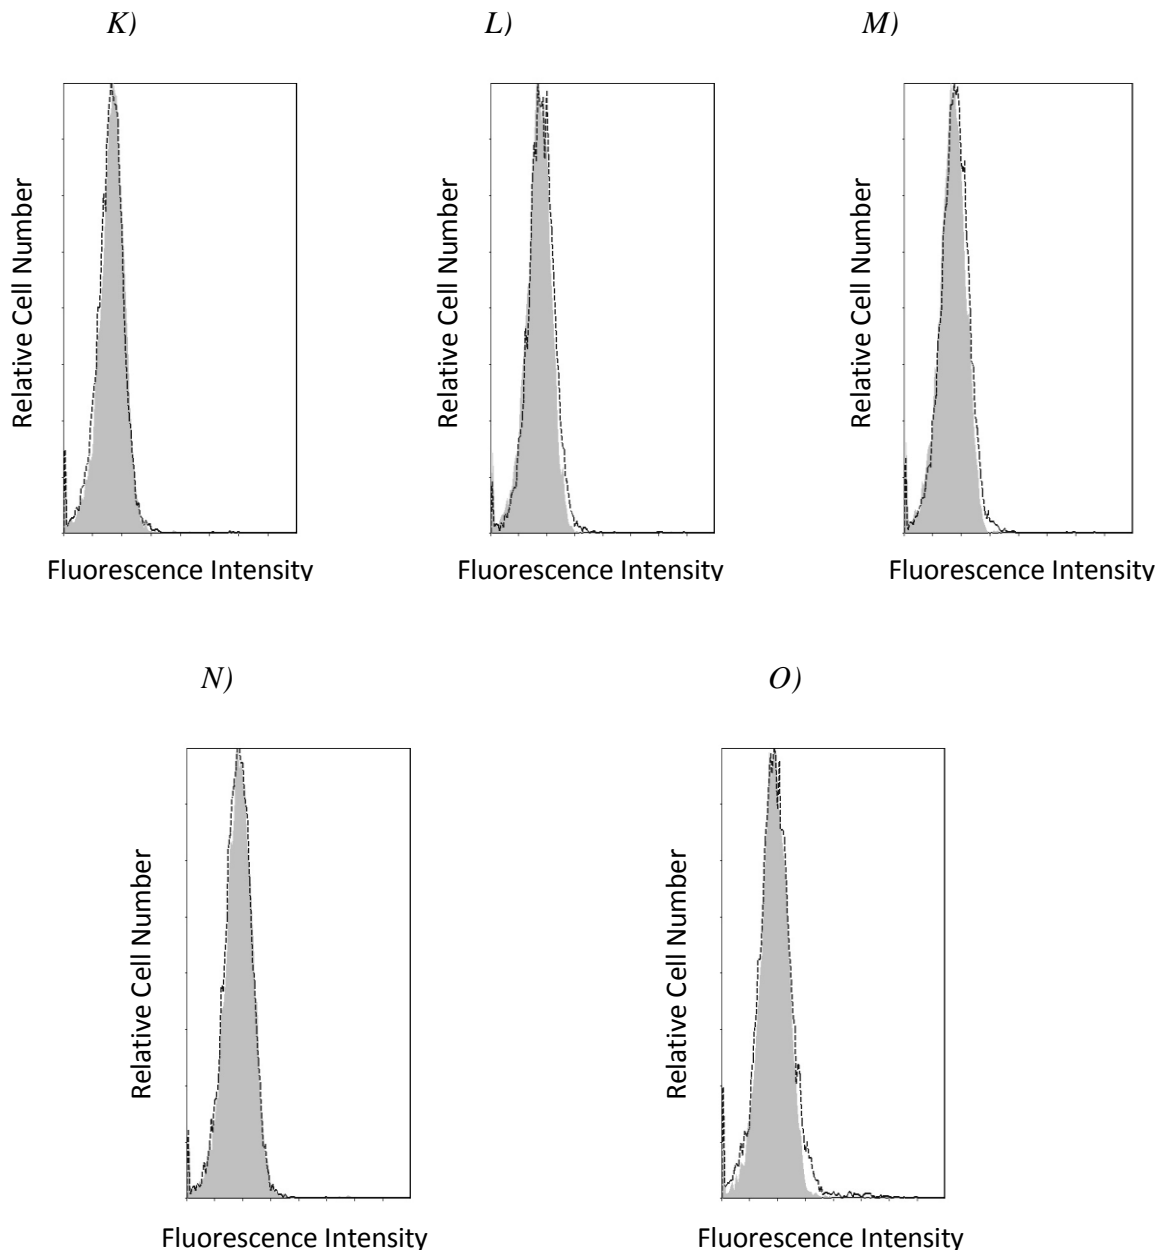 K)
L)
M)
Relative Cell Number
Relative Cell Number
Relative Cell Number
Fluorescence Intensity
Fluorescence Intensity
Fluorescence Intensity
N)
O)
Relative Cell Number
Relative Cell Number
Fluorescence Intensity
Fluorescence Intensity